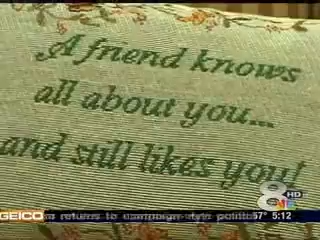 A friend knows
all about you...
and still likes you!
8 HD
GEICO
a returns to campaign-style politi
57° 5:12